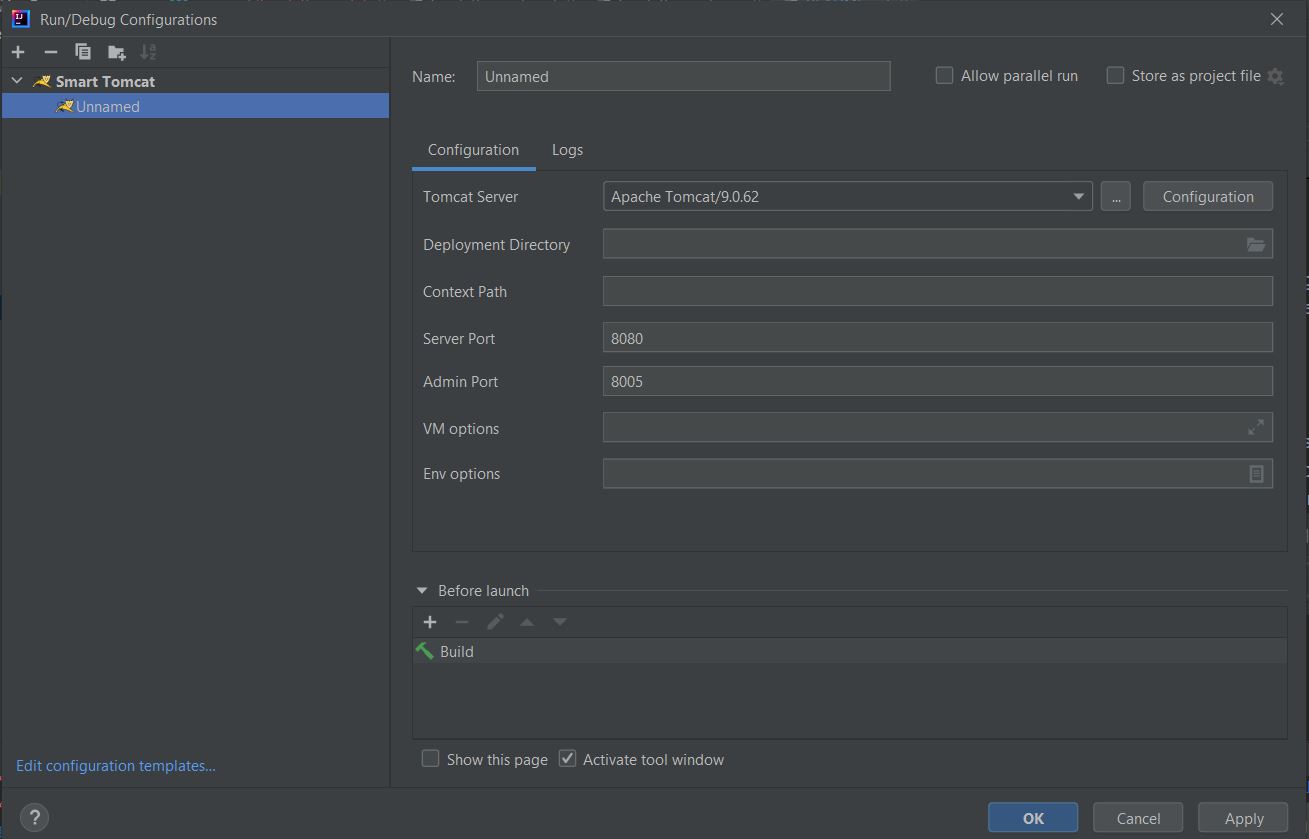 Run/Debug Configurations
Smart Tomcat
Unnamed
Name: Unnamed
Allow parallel run
Store as project file
Configuration
Logs
Tomcat Server Apache Tomcat/9.0.62 ... Configuration
Deployment Directory
Context Path
Server Port 8080
Admin Port 8005
VM options
Env options
Before launch
Build
Show this page
Activate tool window
Edit configuration templates...
?
OK
Cancel
Apply